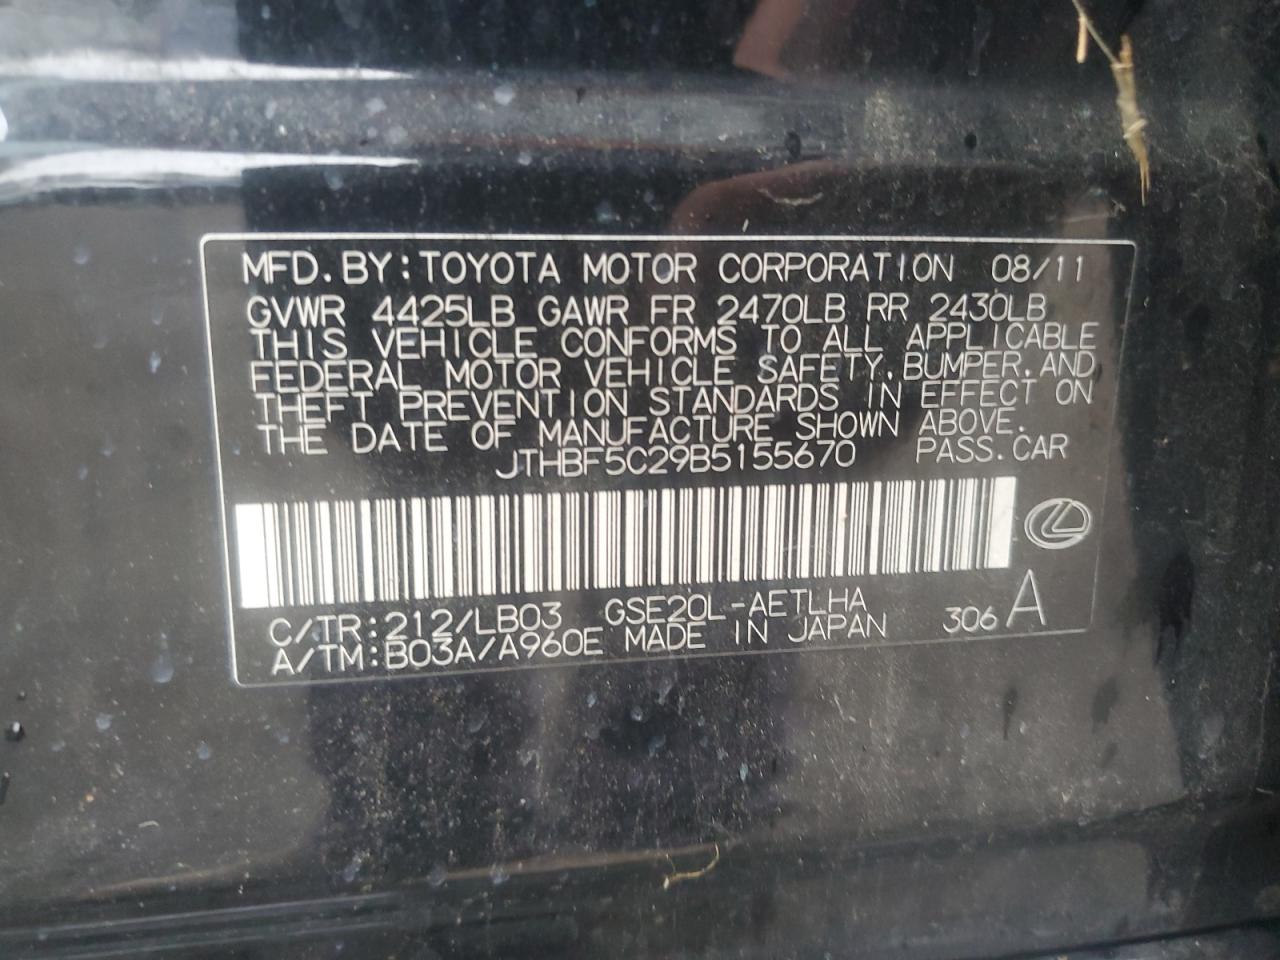 MFD.BY:TOYOTA MOTOR CORPORATION 08/11
GVWR 4425LB GAWR FR 2470LB RR 2430LB
THIS VEHICLE CONFORMS TO ALL APPLICABLE
FEDERAL MOTOR VEHICLE SAFETY, BUMPER, AND
THEFT PREVENTION STANDARDS IN EFFECT ON
THE DATE OF MANUFACTURE SHOWN ABOVE.
JTHBF5C29B5155670 PASS.CAR
C/TR:212/LB03 GSE20L-AETLHA
A/TM:B03A/A960E MADE IN JAPAN 306 A